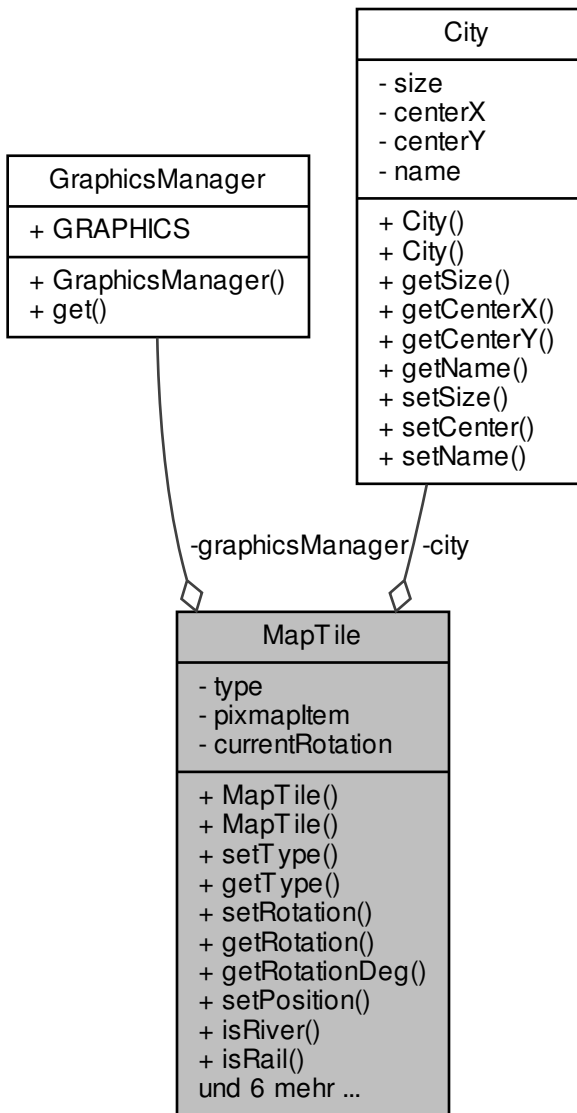 City
- size
- centerX
- centerY
- name
+ City()
+ City()
+ getSize()
+ getCenterX()
+ getCenterY()
+ getName()
+ setSize()
+ setCenter()
+ setName()
GraphicsManager
+ GRAPHICS
+ GraphicsManager()
+ get()
-graphicsManager
-city
MapTile
- type
- pixmapItem
- currentRotation
+ MapTile()
+ MapTile()
+ setType()
+ getType()
+ setRotation()
+ getRotation()
+ getRotationDeg()
+ setPosition()
+ isRiver()
+ isRail()
und 6 mehr ...